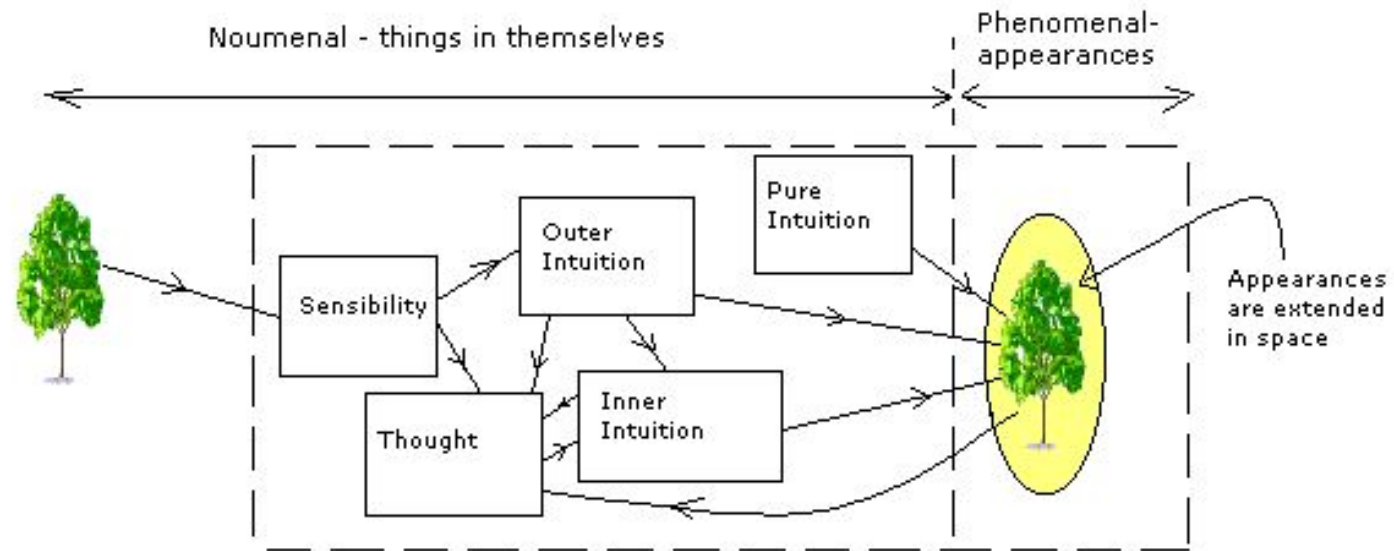 Noumenal - things in themselves
Phenomenal-
appearances
Pure
Intuition
Outer
Intuition
Sensibility
Appearances
are extended
in space
Inner
Intuition
Thought